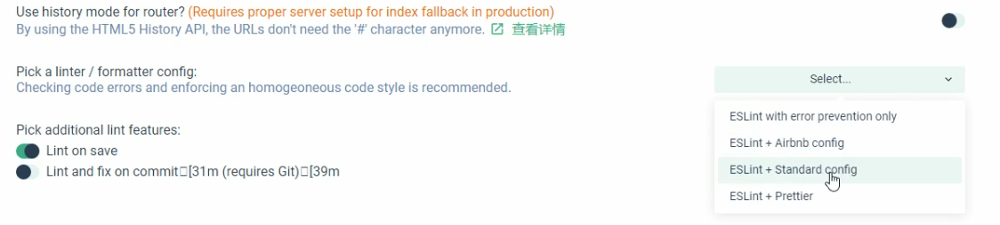 Use history mode for router? (Requires proper server setup for index fallback in production)
By using the HTML5 History API, the URLs don't need the '#' character anymore. 查看详情
Pick a linter / formatter config:
Checking code errors and enforcing an homogeoneous code style is recommended.
Select...
ESLint with error prevention only
ESLint + Airbnb config
ESLint + Standard config
ESLint + Prettier
Pick additional lint features:
Lint on save
Lint and fix on commit□[31m (requires Git)□[39m